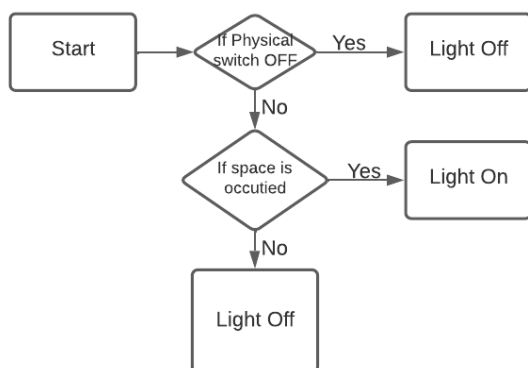 Start
If Physical
switch OFF
Yes
Light Off
No
If space is
occutied
Yes
Light On
No
Light Off